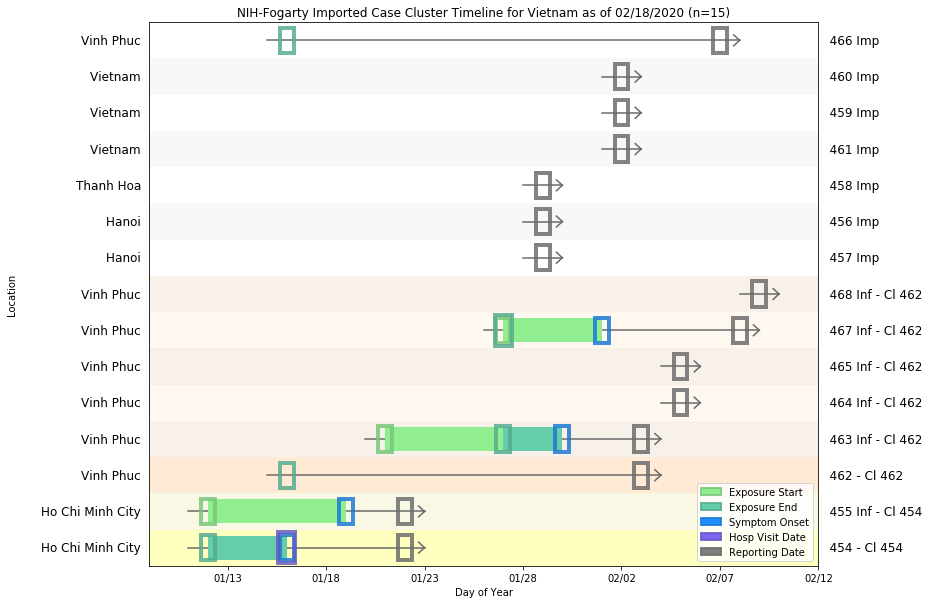 NIH-Fogarty Imported Case Cluster Timeline for Vietnam as of 02/18/2020 (n=15)
Vinh Phuc 466 Imp
Vietnam 460 Imp
Vietnam 459 Imp
Vietnam 461 Imp
Thanh Hoa 458 Imp
Hanoi 456 Imp
Hanoi 457 Imp
Vinh Phuc 468 Inf - Cl 462
Vinh Phuc 467 Inf - Cl 462
Vinh Phuc 465 Inf - Cl 462
Vinh Phuc 464 Inf - Cl 462
Vinh Phuc 463 Inf - Cl 462
Vinh Phuc 462 - Cl 462
Ho Chi Minh City 455 Inf - Cl 454
Ho Chi Minh City 454 - Cl 454
Location
Exposure Start
Exposure End
Symptom Onset
Hosp Visit Date
Reporting Date
01/13 01/18 01/23 01/28 02/02 02/07 02/12
Day of Year